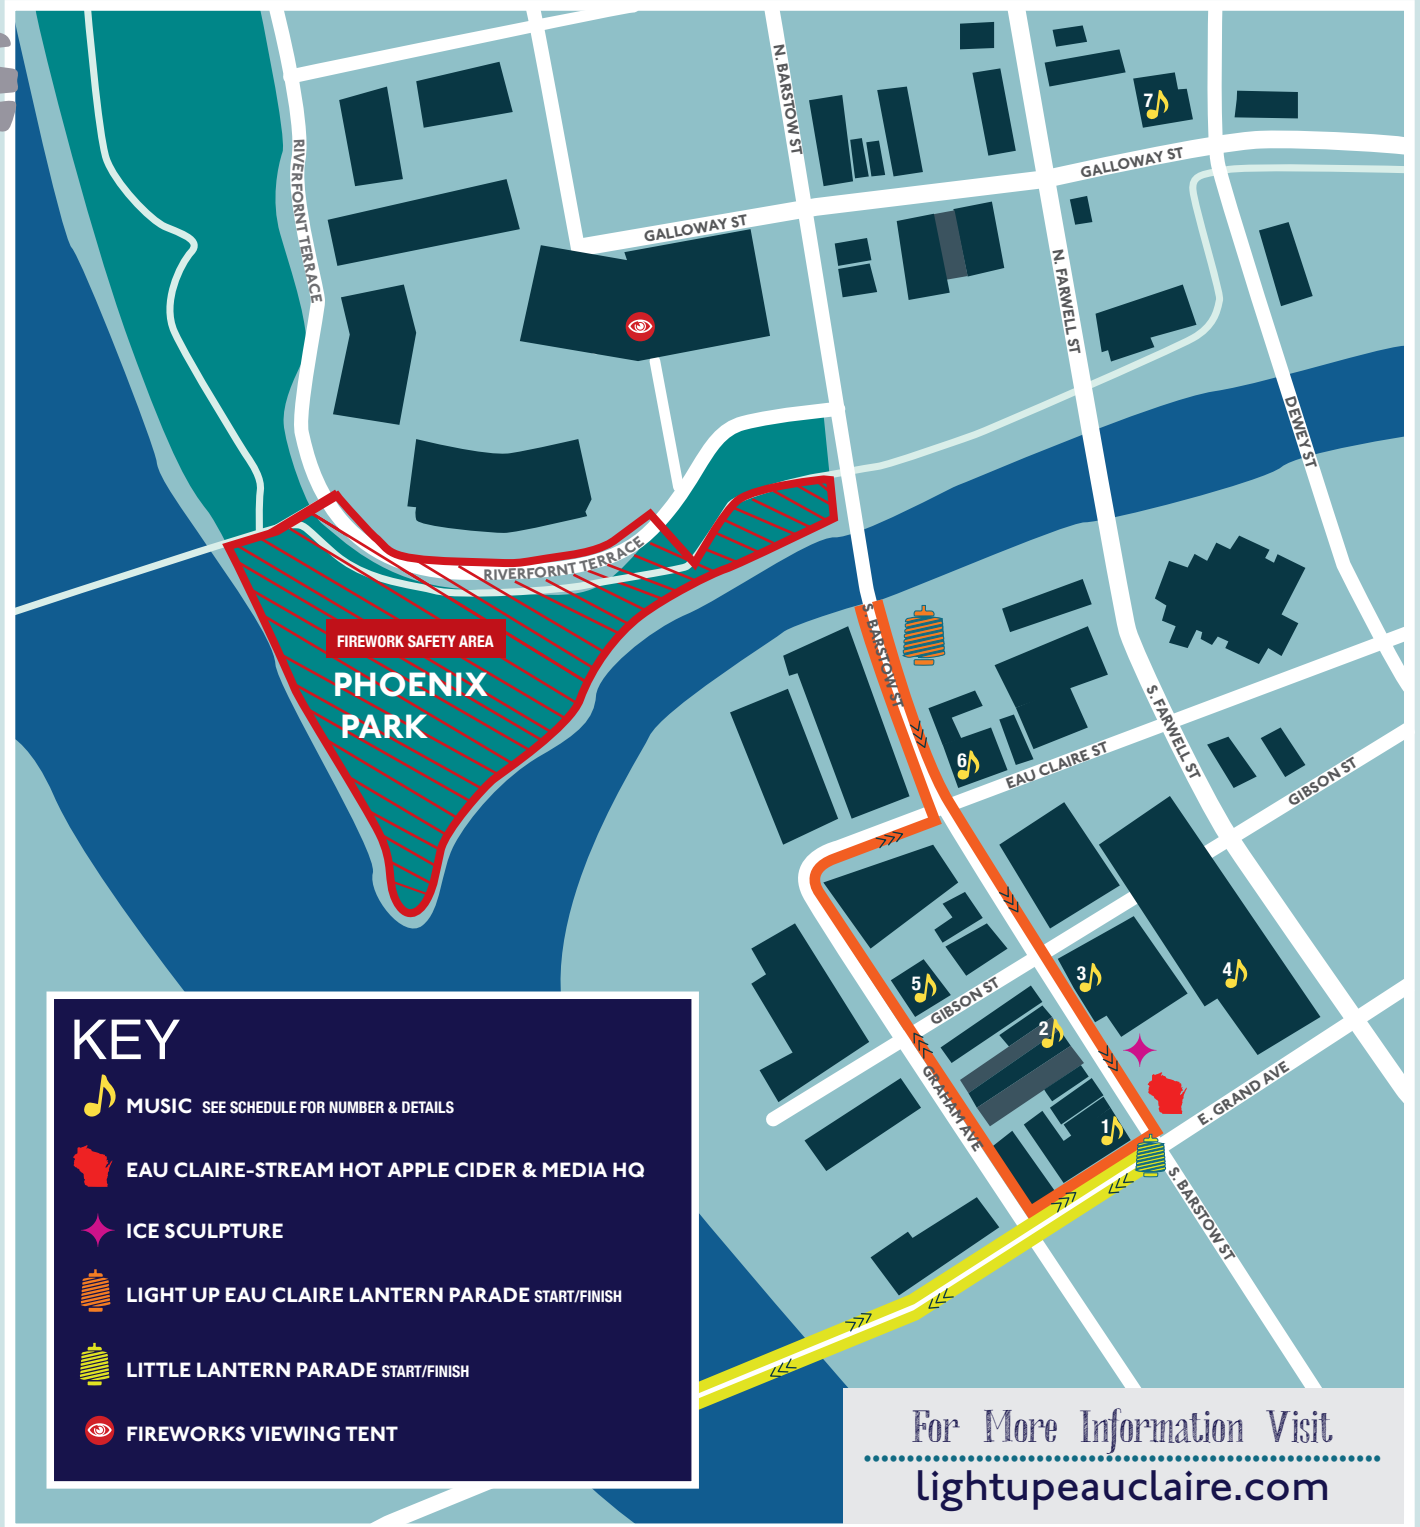 N. BARSTOW ST
7
GALLOWAY ST
RIVERFORNT TERRACE
GALLOWAY ST
N. FARWELL ST
DEWEY ST
RIVERFORNT TERRACE
FIREWORK SAFETY AREA
PHOENIX
PARK
S. BARSTOW ST
S. FARWELL ST
6
EAU CLAIRE ST
GIBSON ST
5
3
4
GIBSON ST
2
GRAHAM AVE
E. GRAND AVE
1
S. BARSTOW ST
KEY
MUSIC SEE SCHEDULE FOR NUMBER & DETAILS
EAU CLAIRE-STREAM HOT APPLE CIDER & MEDIA HQ
ICE SCULPTURE
LIGHT UP EAU CLAIRE LANTERN PARADE START/FINISH
LITTLE LANTERN PARADE START/FINISH
FIREWORKS VIEWING TENT
For More Information Visit
lightupeauclaire.com